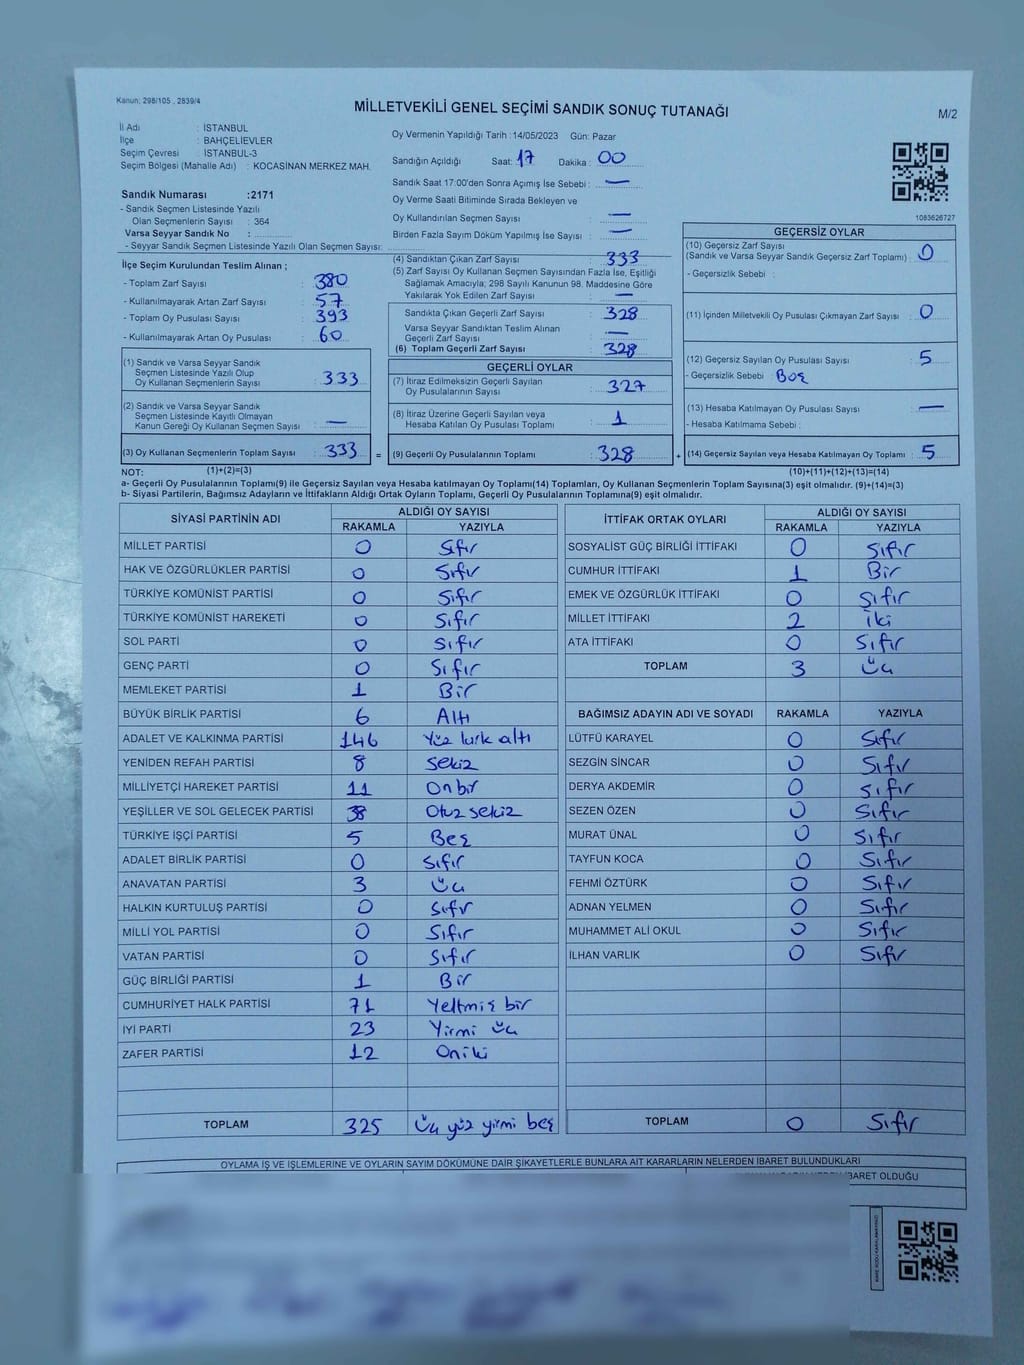 Kanun: 298/105 , 2839/4
MİLLETVEKİLİ GENEL SEÇİMİ SANDIK SONUÇ TUTANAĞI
M/2
İl Adı : İSTANBUL
İlçe : BAHÇELİEVLER
Seçim Çevresi : İSTANBUL-3
Seçim Bölgesi (Mahalle Adı) : KOCASİNAN MERKEZ MAH.
Sandık Numarası :2171
- Sandık Seçmen Listesinde Yazılı
Olan Seçmenlerin Sayısı : 364
Varsa Seyyar Sandık No :
- Seyyar Sandık Seçmen Listesinde Yazılı Olan Seçmen Sayısı:
Oy Vermenin Yapıldığı Tarih :14/05/2023 Gün: Pazar
Sandığın Açıldığı Saat: 17 Dakika : 00
Sandık Saat 17:00'den Sonra Açımış İse Sebebi : —
Oy Verme Saati Bitiminde Sırada Bekleyen ve
Oy Kullandırılan Seçmen Sayısı : —
Birden Fazla Sayım Döküm Yapılmış İse Sayısı : —
1083626727
İlçe Seçim Kurulundan Teslim Alınan ;
- Toplam Zarf Sayısı : 380
- Kullanılmayarak Artan Zarf Sayısı : 57
- Toplam Oy Pusulası Sayısı : 393
- Kullanılmayarak Artan Oy Pusulası : 60
(1) Sandık ve Varsa Seyyar Sandık
Seçmen Listesinde Yazılı Olup
Oy Kullanan Seçmenlerin Sayısı : 333
(2) Sandık ve Varsa Seyyar Sandık
Seçmen Listesinde Kayıtlı Olmayan
Kanun Gereği Oy Kullanan Seçmen Sayısı : —
(3) Oy Kullanan Seçmenlerin Toplam Sayısı : 333 =
(4) Sandıktan Çıkan Zarf Sayısı : 333
(5) Zarf Sayısı Oy Kullanan Seçmen Sayısından Fazla İse, Eşitliği
Sağlamak Amacıyla; 298 Sayılı Kanunun 98. Maddesine Göre
Yakılarak Yok Edilen Zarf Sayısı : —
Sandıkta Çıkan Geçerli Zarf Sayısı : 328
Varsa Seyyar Sandıktan Teslim Alınan
Geçerli Zarf Sayısı : —
(6) Toplam Geçerli Zarf Sayısı : 328
GEÇERLİ OYLAR
(7) İtiraz Edilmeksizin Geçerli Sayılan
Oy Pusulalarının Sayısı : 327
(8) İtiraz Üzerine Geçerli Sayılan veya
Hesaba Katılan Oy Pusulası Toplamı : 1
(9) Geçerli Oy Pusulalarının Toplamı : 328 +
GEÇERSİZ OYLAR
(10) Geçersiz Zarf Sayısı
(Sandık ve Varsa Seyyar Sandık Geçersiz Zarf Toplamı) : 0
- Geçersizlik Sebebi :
(11) İçinden Milletvekili Oy Pusulası Çıkmayan Zarf Sayısı : 0
(12) Geçersiz Sayılan Oy Pusulası Sayısı : 5
- Geçersizlik Sebebi : Boş
(13) Hesaba Katılmayan Oy Pusulası Sayısı : —
- Hesaba Katılmama Sebebi :
(14) Geçersiz Sayılan veya Hesaba Katılmayan Oy Toplamı : 5
NOT: (1)+(2)=(3) (10)+(11)+(12)+(13)=(14)
a- Geçerli Oy Pusulalarının Toplamı(9) ile Geçersiz Sayılan veya Hesaba katılmayan Oy Toplamı(14) Toplamları, Oy Kullanan Seçmenlerin Toplam Sayısına(3) eşit olmalıdır. (9)+(14)=(3)
b- Siyasi Partilerin, Bağımsız Adayların ve İttifakların Aldığı Ortak Oyların Toplamı, Geçerli Oy Pusulalarının Toplamına(9) eşit olmalıdır.
SİYASİ PARTİNİN ADI ALDIĞI OY SAYISI
RAKAMLA YAZIYLA
MİLLET PARTİSİ 0 Sıfır
HAK VE ÖZGÜRLÜKLER PARTİSİ 0 Sıfır
TÜRKİYE KOMÜNİST PARTİSİ 0 Sıfır
TÜRKİYE KOMÜNİST HAREKETİ 0 Sıfır
SOL PARTİ 0 Sıfır
GENÇ PARTİ 0 Sıfır
MEMLEKET PARTİSİ 1 Bir
BÜYÜK BİRLİK PARTİSİ 6 Altı
ADALET VE KALKINMA PARTİSİ 146 Yüz kırk altı
YENİDEN REFAH PARTİSİ 8 Sekiz
MİLLİYETÇİ HAREKET PARTİSİ 11 On bir
YEŞİLLER VE SOL GELECEK PARTİSİ 38 Otuz sekiz
TÜRKİYE İŞÇİ PARTİSİ 5 Beş
ADALET BİRLİK PARTİSİ 0 Sıfır
ANAVATAN PARTİSİ 3 Üç
HALKIN KURTULUŞ PARTİSİ 0 Sıfır
MİLLİ YOL PARTİSİ 0 Sıfır
VATAN PARTİSİ 0 Sıfır
GÜÇ BİRLİĞİ PARTİSİ 1 Bir
CUMHURİYET HALK PARTİSİ 71 Yetmiş bir
İYİ PARTİ 23 Yirmi üç
ZAFER PARTİSİ 12 Oniki
TOPLAM 325 Üç yüz yirmi beş
İTTİFAK ORTAK OYLARI ALDIĞI OY SAYISI
RAKAMLA YAZIYLA
SOSYALİST GÜÇ BİRLİĞİ İTTİFAKI 0 Sıfır
CUMHUR İTTİFAKI 1 Bir
EMEK VE ÖZGÜRLÜK İTTİFAKI 0 Sıfır
MİLLET İTTİFAKI 2 İki
ATA İTTİFAKI 0 Sıfır
TOPLAM 3 Üç
BAĞIMSIZ ADAYIN ADI VE SOYADI RAKAMLA YAZIYLA
LÜTFÜ KARAYEL 0 Sıfır
SEZGİN SİNCAR 0 Sıfır
DERYA AKDEMİR 0 Sıfır
SEZEN ÖZEN 0 Sıfır
MURAT ÜNAL 0 Sıfır
TAYFUN KOCA 0 Sıfır
FEHMİ ÖZTÜRK 0 Sıfır
ADNAN YELMEN 0 Sıfır
MUHAMMET ALİ OKUL 0 Sıfır
İLHAN VARLIK 0 Sıfır
TOPLAM 0 Sıfır
OYLAMA İŞ VE İŞLEMLERİNE VE OYLARIN SAYIM DÖKÜMÜNE DAİR ŞİKAYETLERLE BUNLARA AİT KARARLARIN NELERDEN İBARET BULUNDUKLARI
İBARET OLDUĞU